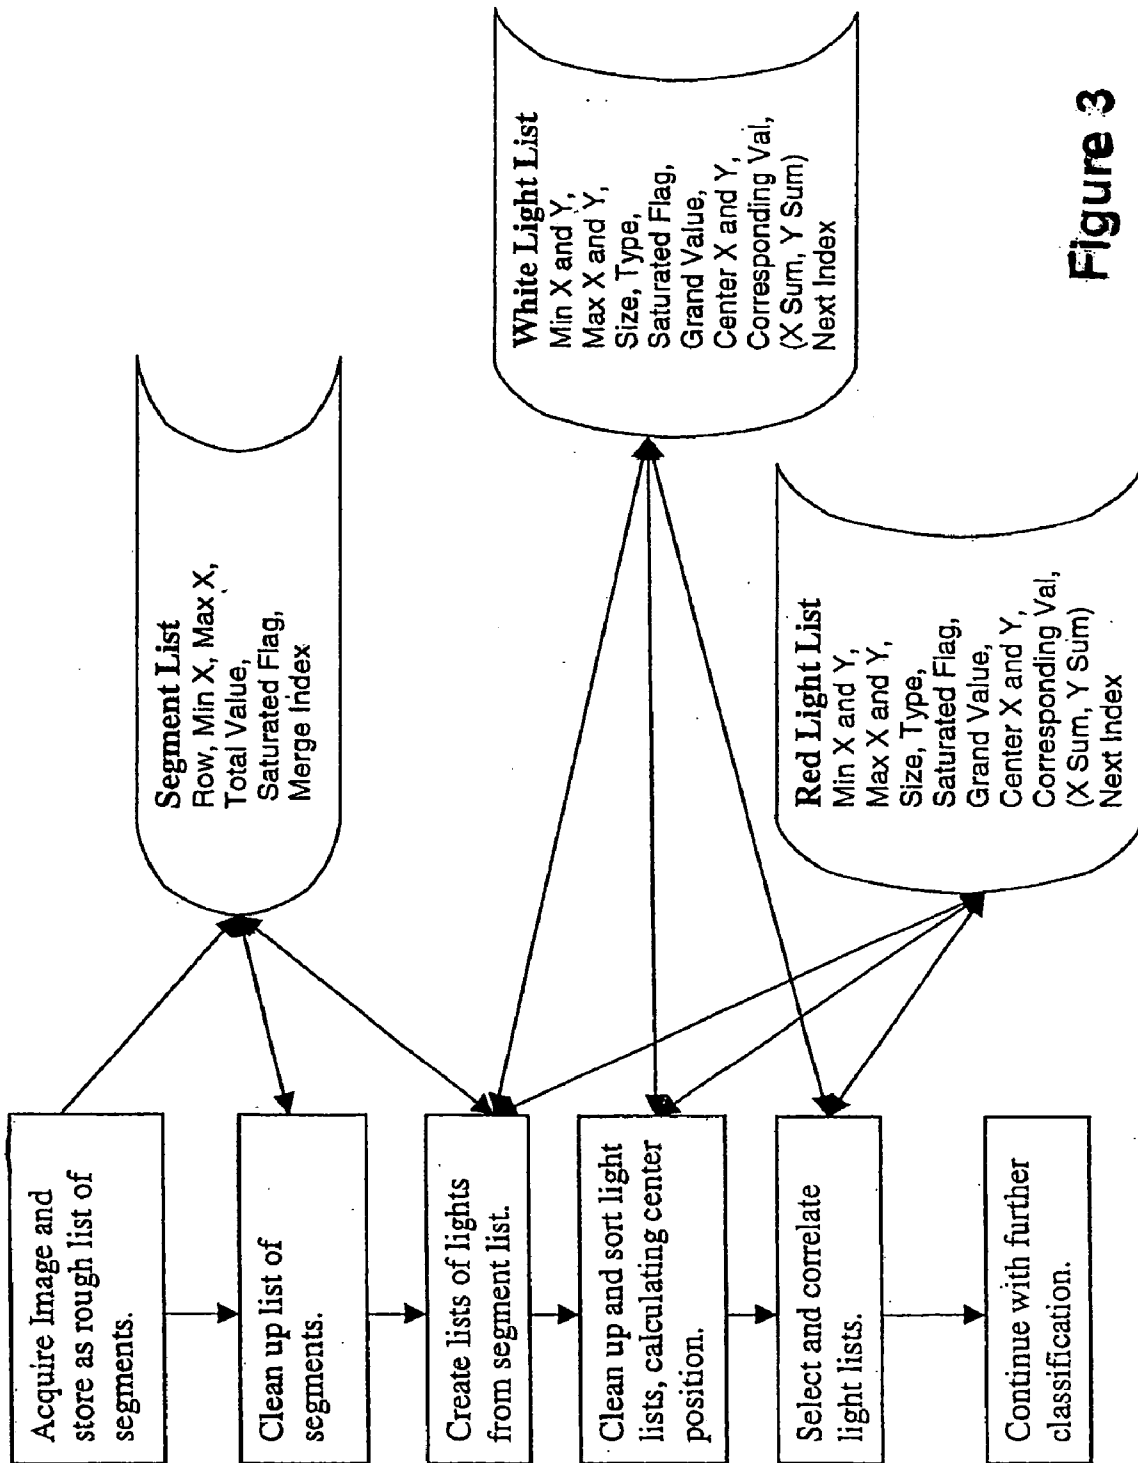 Acquire Image and
store as rough list of
segments.
Clean up list of
segments.
Create lists of lights
from segment list.
Clean up and sort light
lists, calculating center
position.
Select and correlate
light lists.
Continue with further
classification.
Segment List
Row, Min X, Max X,
Total Value,
Saturated Flag,
Merge Index
White Light List
Min X and Y,
Max X and Y,
Size, Type,
Saturated Flag,
Grand Value,
Center X and Y,
Corresponding Val,
(X Sum, Y Sum)
Next Index
Red Light List
Min X and Y,
Max X and Y,
Size, Type,
Saturated Flag,
Grand Value,
Center X and Y,
Corresponding Val,
(X Sum, Y Sum)
Next Index
Figure 3